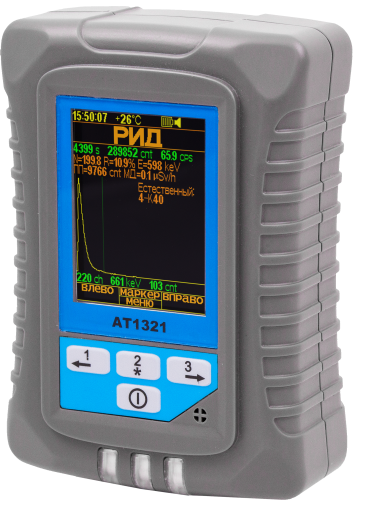 15:50:07 +26°C
РИД
4399 s 289852 cnt 65.9 cps
N=199.8 R=10.9% E=598 keV
ПП=9766 cnt МД=0.1 µSv/h
Естественный:
4-K40
220 ch 661 keV 103 cnt
влево маркер вправо
меню
AT1321
1 2 3
*